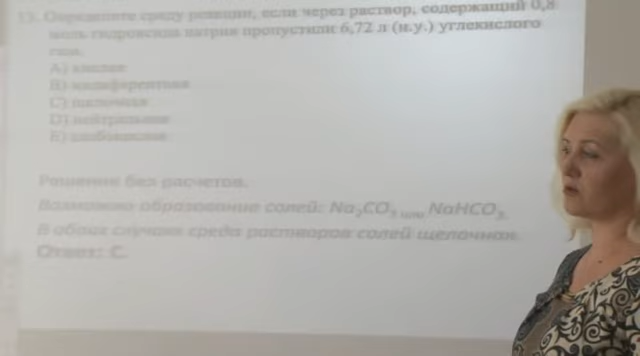 13. Определите среду реакции, если через раствор, содержащий 0,8
моль гидроксида натрия пропустили 6,72 л (н.у.) углекислого
газа.
A) кислая
B) индифферентная
C) щелочная
D) нейтральная
E) слабокислая
Решение без расчетов.
Возможно образование солей: Na₂CO₃ или NaHCO₃.
В обоих случаях среда растворов солей щелочная.
Ответ: C.